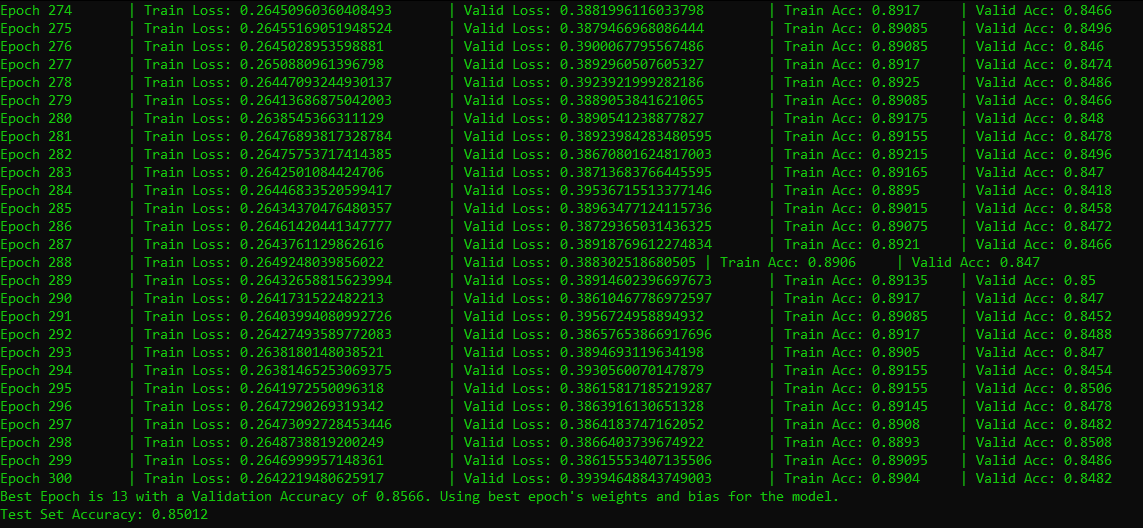 Epoch 274 | Train Loss: 0.26450960360408493 | Valid Loss: 0.3881996116033798 | Train Acc: 0.8917 | Valid Acc: 0.8466
Epoch 275 | Train Loss: 0.26455169051948524 | Valid Loss: 0.3879466968086444 | Train Acc: 0.89085 | Valid Acc: 0.8496
Epoch 276 | Train Loss: 0.2645028953598881 | Valid Loss: 0.3900067795567486 | Train Acc: 0.89085 | Valid Acc: 0.846
Epoch 277 | Train Loss: 0.2650880961396798 | Valid Loss: 0.3892960507605327 | Train Acc: 0.8917 | Valid Acc: 0.8474
Epoch 278 | Train Loss: 0.26447093244930137 | Valid Loss: 0.3923921999282186 | Train Acc: 0.8925 | Valid Acc: 0.8486
Epoch 279 | Train Loss: 0.26413686875042003 | Valid Loss: 0.3889053841621065 | Train Acc: 0.89085 | Valid Acc: 0.8466
Epoch 280 | Train Loss: 0.2638545366311129 | Valid Loss: 0.3890541238877827 | Train Acc: 0.89175 | Valid Acc: 0.848
Epoch 281 | Train Loss: 0.26476893817328784 | Valid Loss: 0.38923984283480595 | Train Acc: 0.89155 | Valid Acc: 0.8478
Epoch 282 | Train Loss: 0.26475753717414385 | Valid Loss: 0.38670801624817003 | Train Acc: 0.89215 | Valid Acc: 0.8496
Epoch 283 | Train Loss: 0.2642501084424706 | Valid Loss: 0.38713683766445595 | Train Acc: 0.89165 | Valid Acc: 0.847
Epoch 284 | Train Loss: 0.26446833520599417 | Valid Loss: 0.39536715513377146 | Train Acc: 0.8895 | Valid Acc: 0.8418
Epoch 285 | Train Loss: 0.26434370476480357 | Valid Loss: 0.38963477124115736 | Train Acc: 0.89015 | Valid Acc: 0.8458
Epoch 286 | Train Loss: 0.26461420441347777 | Valid Loss: 0.38729365031436325 | Train Acc: 0.89075 | Valid Acc: 0.8472
Epoch 287 | Train Loss: 0.2643761129862616 | Valid Loss: 0.38918769612274834 | Train Acc: 0.8921 | Valid Acc: 0.8466
Epoch 288 | Train Loss: 0.2649248039856022 | Valid Loss: 0.388302518680505 | Train Acc: 0.8906 | Valid Acc: 0.847
Epoch 289 | Train Loss: 0.26432658815623994 | Valid Loss: 0.38914602396697673 | Train Acc: 0.89135 | Valid Acc: 0.85
Epoch 290 | Train Loss: 0.2641731522482213 | Valid Loss: 0.38610467786972597 | Train Acc: 0.8917 | Valid Acc: 0.847
Epoch 291 | Train Loss: 0.26403994080992726 | Valid Loss: 0.3956724958894932 | Train Acc: 0.89085 | Valid Acc: 0.8452
Epoch 292 | Train Loss: 0.26427493589772083 | Valid Loss: 0.38657653866917696 | Train Acc: 0.8917 | Valid Acc: 0.8488
Epoch 293 | Train Loss: 0.2638180148038521 | Valid Loss: 0.3894693119634198 | Train Acc: 0.8905 | Valid Acc: 0.847
Epoch 294 | Train Loss: 0.26381465253069375 | Valid Loss: 0.3930560070147879 | Train Acc: 0.89155 | Valid Acc: 0.8454
Epoch 295 | Train Loss: 0.2641972550096318 | Valid Loss: 0.38615817185219287 | Train Acc: 0.89155 | Valid Acc: 0.8506
Epoch 296 | Train Loss: 0.2647290269319342 | Valid Loss: 0.3863916130651328 | Train Acc: 0.89145 | Valid Acc: 0.8478
Epoch 297 | Train Loss: 0.26473092728453446 | Valid Loss: 0.3864183747162052 | Train Acc: 0.8908 | Valid Acc: 0.8482
Epoch 298 | Train Loss: 0.2648738819200249 | Valid Loss: 0.3866403739674922 | Train Acc: 0.8893 | Valid Acc: 0.8508
Epoch 299 | Train Loss: 0.2646999957148361 | Valid Loss: 0.38615553407135506 | Train Acc: 0.89095 | Valid Acc: 0.8486
Epoch 300 | Train Loss: 0.2642219480625917 | Valid Loss: 0.39394648843749003 | Train Acc: 0.8904 | Valid Acc: 0.8482
Best Epoch is 13 with a Validation Accuracy of 0.8566. Using best epoch's weights and bias for the model.
Test Set Accuracy: 0.85012